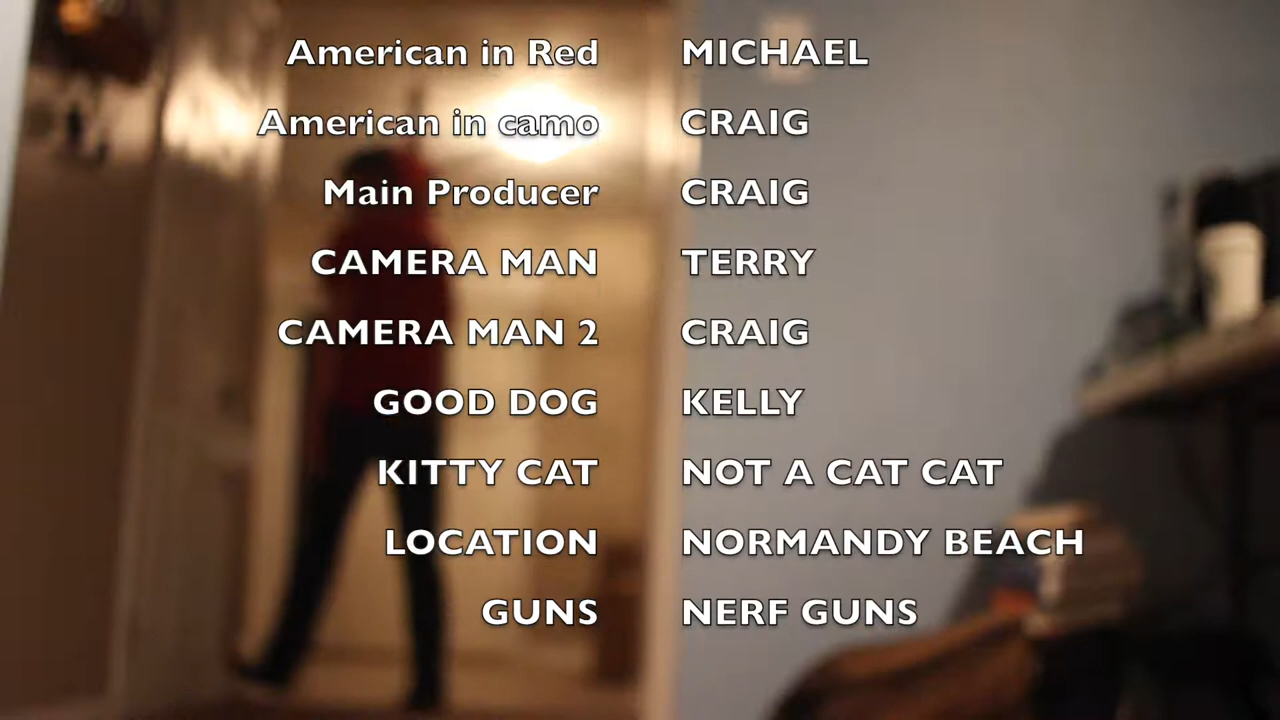 American in Red MICHAEL
American in camo CRAIG
Main Producer CRAIG
CAMERA MAN TERRY
CAMERA MAN 2 CRAIG
GOOD DOG KELLY
KITTY CAT NOT A CAT CAT
LOCATION NORMANDY BEACH
GUNS NERF GUNS